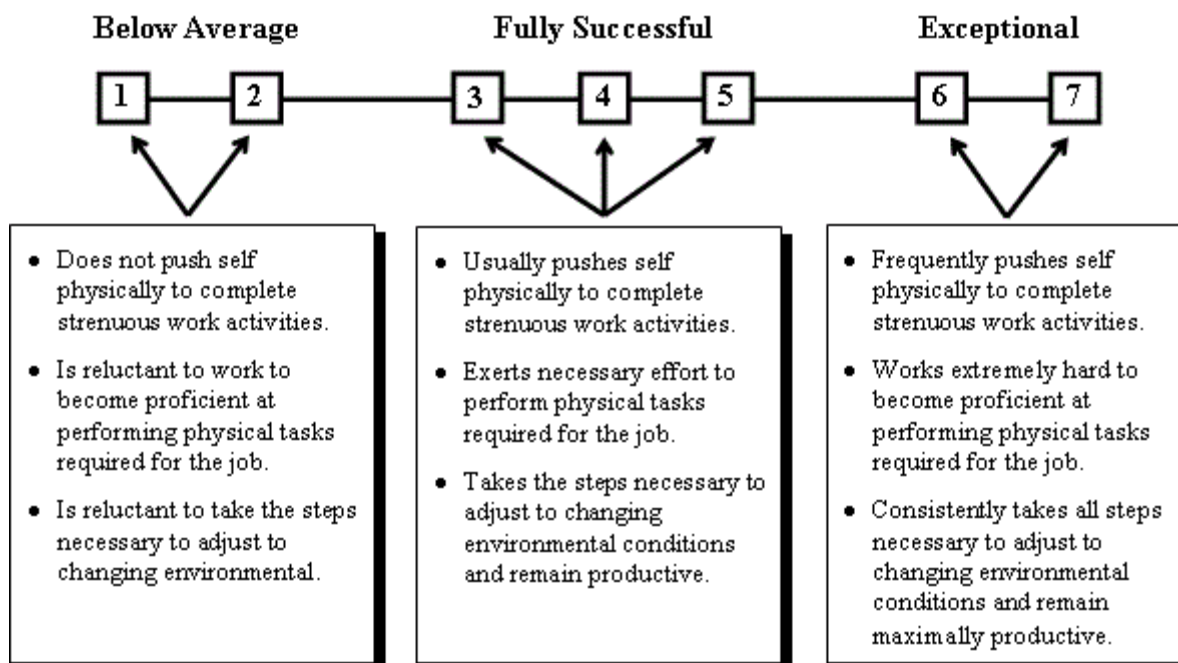 Below Average
Fully Successful
Exceptional
1
2
3
4
5
6
7
• Does not push self
physically to complete
strenuous work activities.
• Is reluctant to work to
become proficient at
performing physical tasks
required for the job.
• Is reluctant to take the steps
necessary to adjust to
changing environmental.
• Usually pushes self
physically to complete
strenuous work activities.
• Exerts necessary effort to
perform physical tasks
required for the job.
• Takes the steps necessary to
adjust to changing
environmental conditions
and remain productive.
• Frequently pushes self
physically to complete
strenuous work activities.
• Works extremely hard to
become proficient at
performing physical tasks
required for the job.
• Consistently takes all steps
necessary to adjust to
changing environmental
conditions and remain
maximally productive.